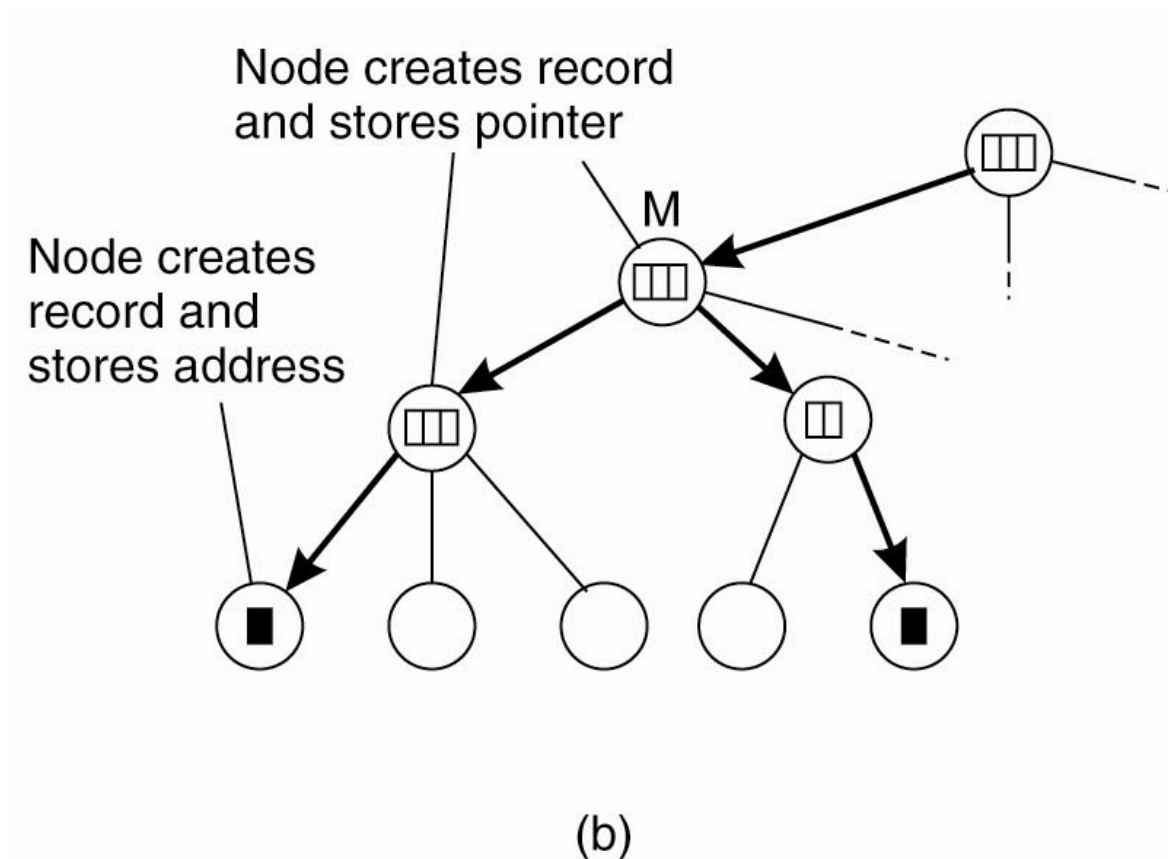 Node creates record
and stores pointer
M
Node creates
record and
stores address
(b)